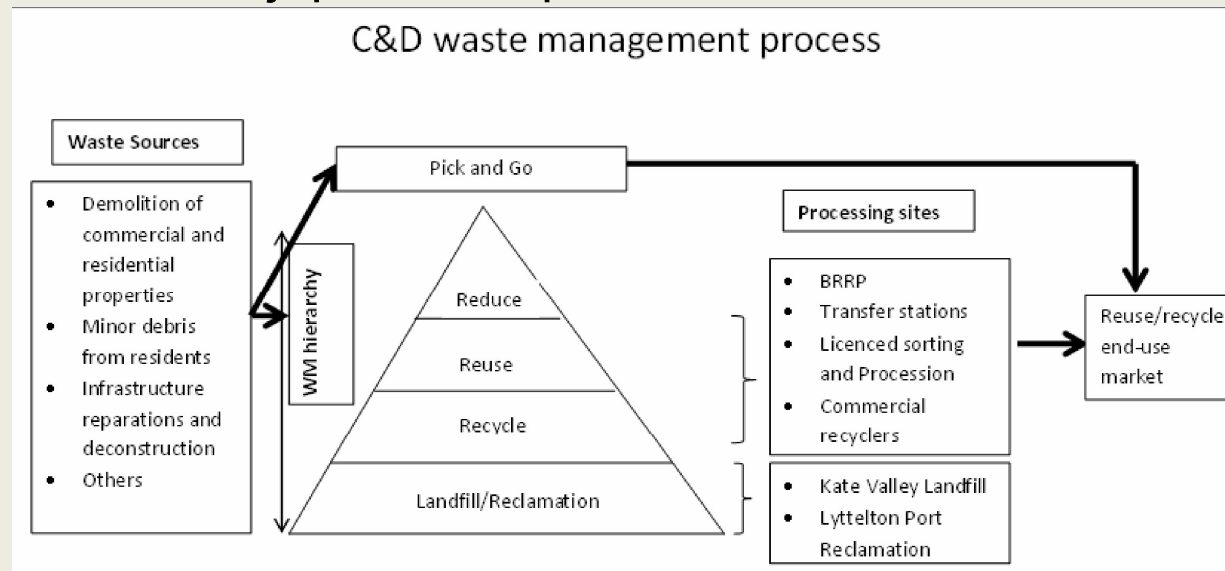 C&D waste management process
Waste Sources
• Demolition of
commercial and
residential
properties
• Minor debris
from residents
• Infrastructure
reparations and
deconstruction
• Others
WM hierarchy
Pick and Go
Reduce
Reuse
Recycle
Landfill/Reclamation
Processing sites
• BRRP
• Transfer stations
• Licenced sorting
and Procession
• Commercial
recyclers
• Kate Valley Landfill
• Lyttelton Port
Reclamation
Reuse/recycle
end-use
market